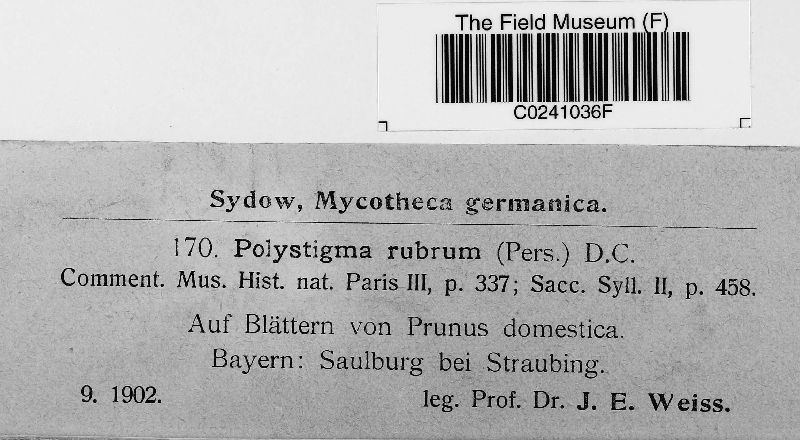 The Field Museum (F)
C0241036F
Sydow, Mycotheca germanica.
170. Polystigma rubrum (Pers.) D.C.
Comment. Mus. Hist. nat. Paris III, p. 337; Sacc. Syll. II, p. 458.
Auf Blättern von Prunus domestica.
Bayern: Saulburg bei Straubing.
9. 1902. leg. Prof. Dr. J. E. Weiss.